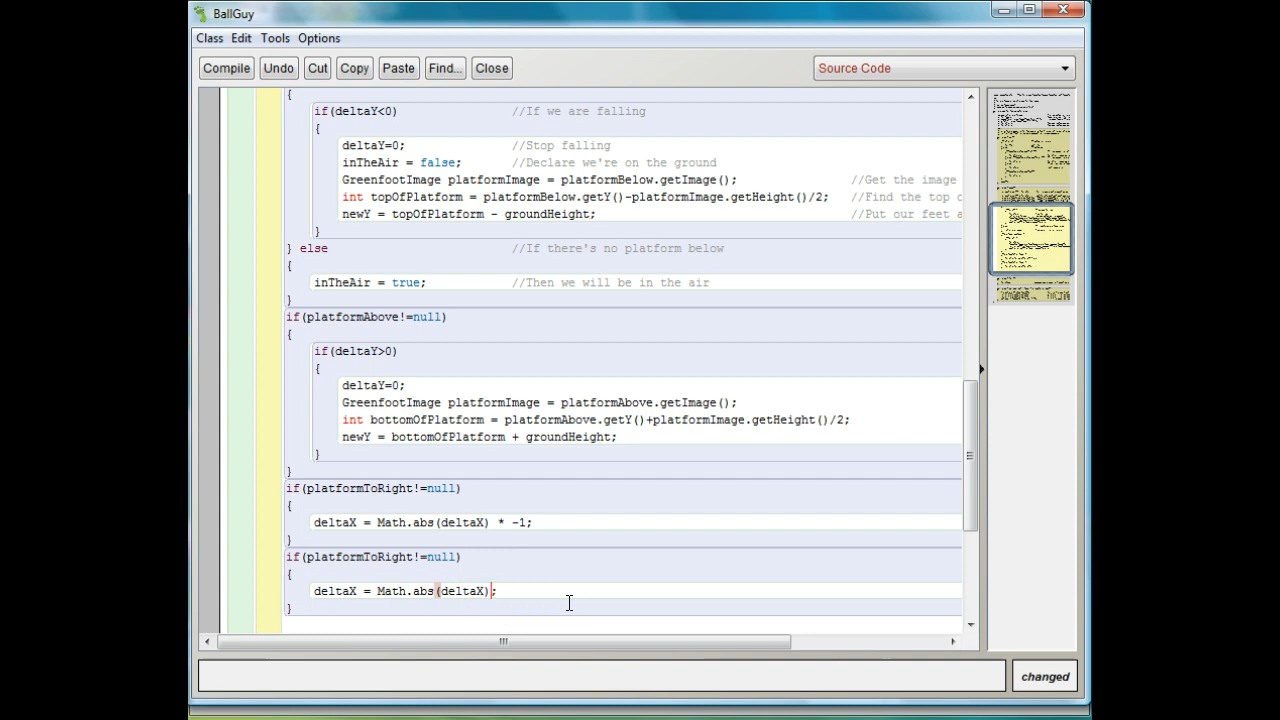 BallGuy
Class Edit Tools Options
Compile Undo Cut Copy Paste Find... Close Source Code
{
if(deltaY<0) //If we are falling
{
deltaY=0; //Stop falling
inTheAir = false; //Declare we're on the ground
GreenfootImage platformImage = platformBelow.getImage(); //Get the image
int topOfPlatform = platformBelow.getY()-platformImage.getHeight()/2; //Find the top o
newY = topOfPlatform - groundHeight; //Put our feet a
}
} else //If there's no platform below
{
inTheAir = true; //Then we will be in the air
}
if(platformAbove!=null)
{
if(deltaY>0)
{
deltaY=0;
GreenfootImage platformImage = platformAbove.getImage();
int bottomOfPlatform = platformAbove.getY()+platformImage.getHeight()/2;
newY = bottomOfPlatform + groundHeight;
}
}
if(platformToRight!=null)
{
deltaX = Math.abs(deltaX) * -1;
}
if(platformToRight!=null)
{
deltaX = Math.abs(deltaX);
}
changed